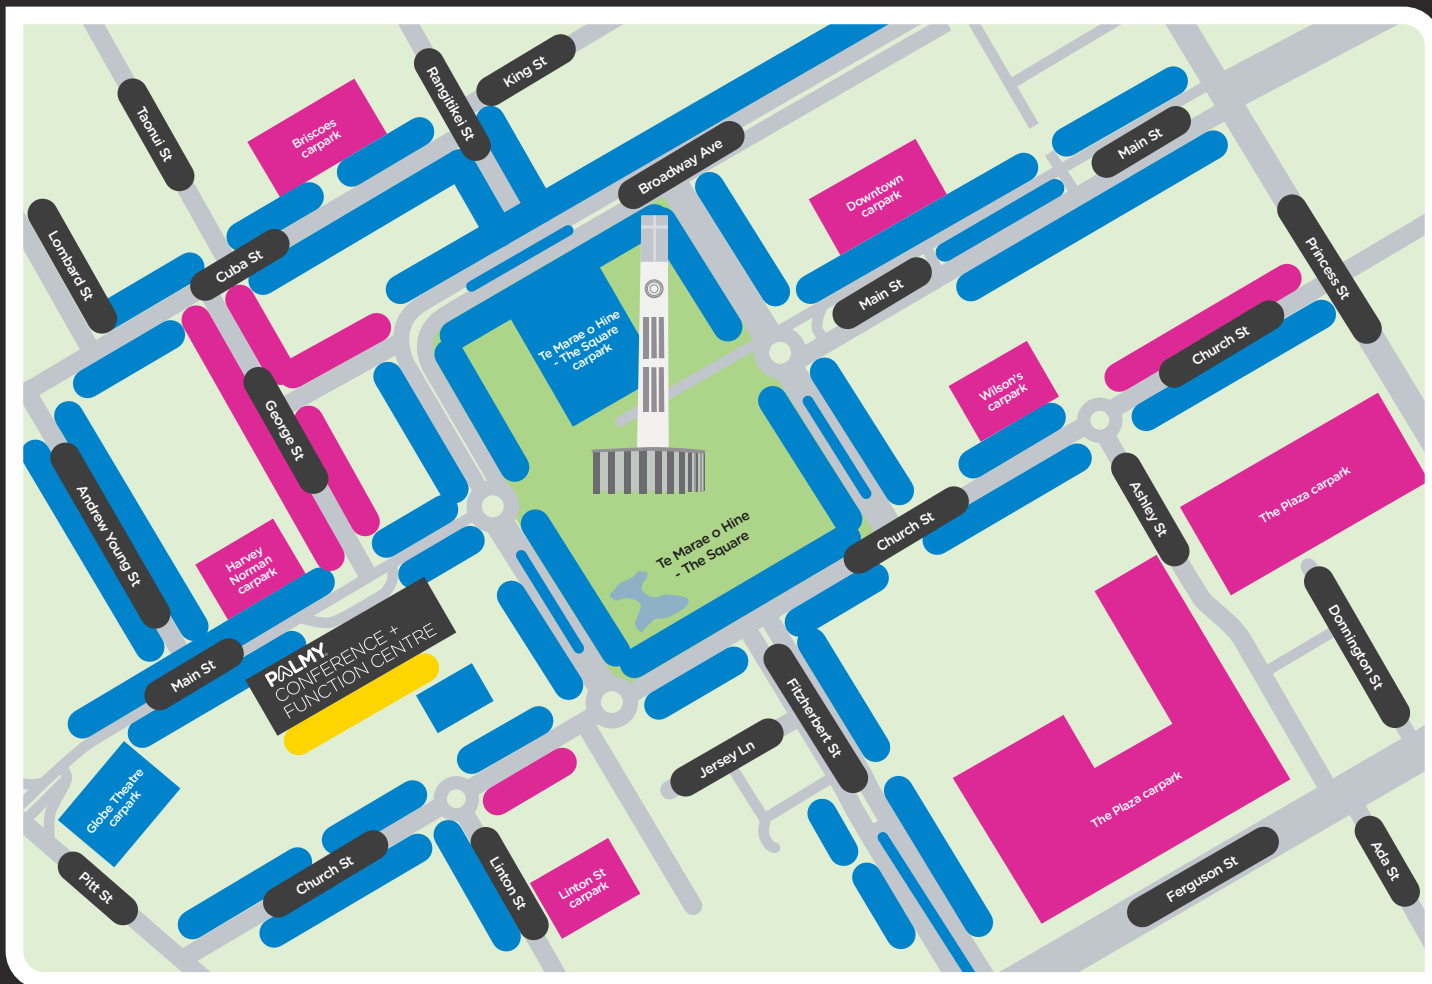 King St
Rangitikei St
Taonui St
Briscoes
carpark
Broadway Ave
Main St
Downtown
carpark
Lombard St
Cuba St
Princess St
Main St
Te Marae o Hine
- The Square
carpark
Church St
Wilson's
carpark
George St
The Plaza carpark
Ashley St
Andrew Young St
Church St
Te Marae o Hine
- The Square
Harvey
Norman
carpark
Donnington St
PALMY
CONFERENCE +
FUNCTION CENTRE
Main St
Fitzherbert St
Jersey Ln
Globe Theatre
carpark
The Plaza carpark
Church St
Pitt St
Linton St
Linton St
carpark
Ferguson St
Ada St